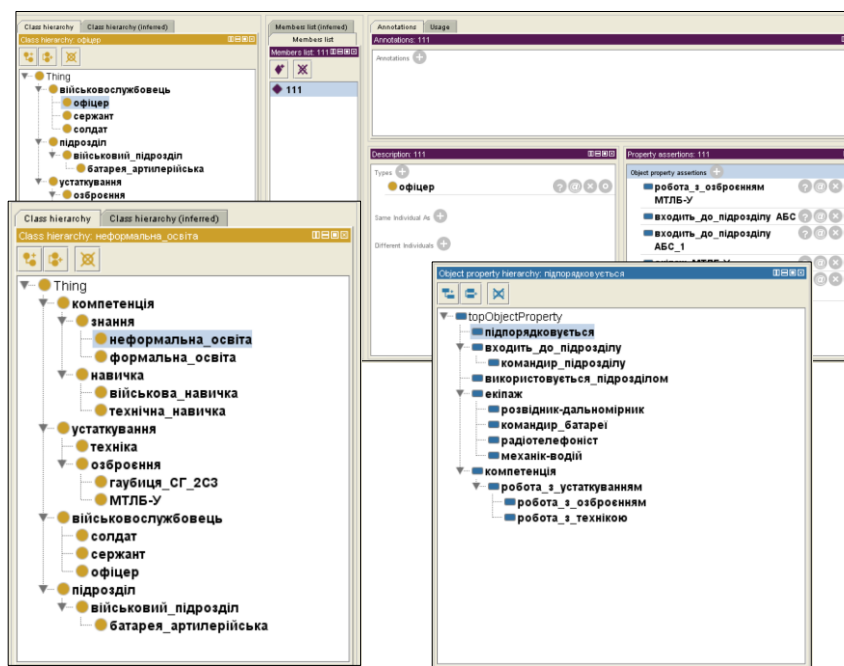 Class hierarchy
Class hierarchy (inferred)
Class hierarchy: офіцер
Thing
військовослужбовець
офіцер
сержант
солдат
підрозділ
військовий_підрозділ
батарея_артилерійська
устаткування
озброєння
Members list (inferred)
Members list
Members list: 111
111
Annotations
Usage
Annotations: 111
Annotations
Description: 111
Types
офіцер
Same Individual As
Different Individuals
Property assertions: 111
Object property assertions
робота_з_озброєнням
МТЛБ-У
входить_до_підрозділу АБС
входить_до_підрозділу
АБС_1
Class hierarchy
Class hierarchy (inferred)
Class hierarchy: неформальна_освіта
Thing
компетенція
знання
неформальна_освіта
формальна_освіта
навичка
військова_навичка
технічна_навичка
устаткування
техніка
озброєння
гаубиця_СГ_2С3
МТЛБ-У
військовослужбовець
солдат
сержант
офіцер
підрозділ
військовий_підрозділ
батарея_артилерійська
Object property hierarchy: підпорядковується
topObjectProperty
підпорядковується
входить_до_підрозділу
командир_підрозділу
використовується_підрозділом
екіпаж
розвідник-дальномірник
командир_батареї
радіотелефоніст
механік-водій
компетенція
робота_з_устаткуванням
робота_з_озброєнням
робота_з_технікою